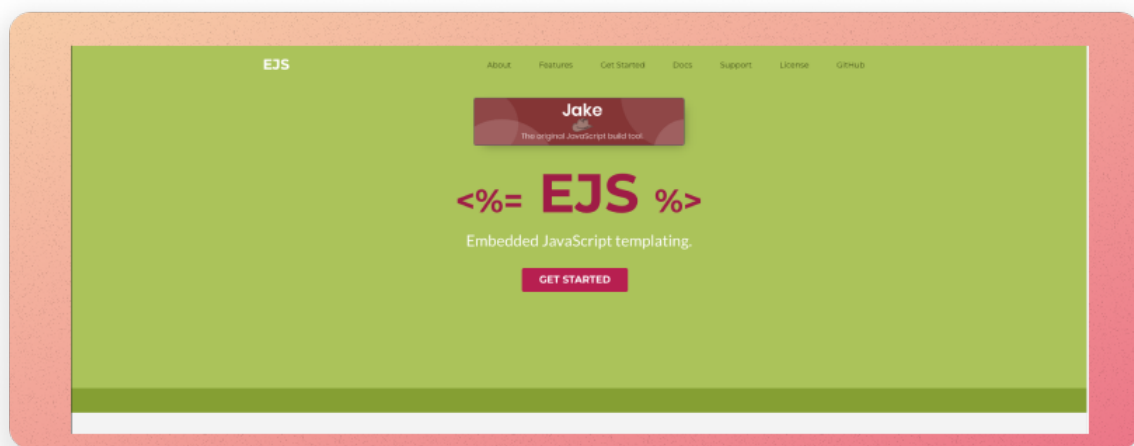 EJS
About Features Get Started Docs Support License GitHub
Jake
The original JavaScript build tool.
<%= EJS %>
Embedded JavaScript templating.
GET STARTED